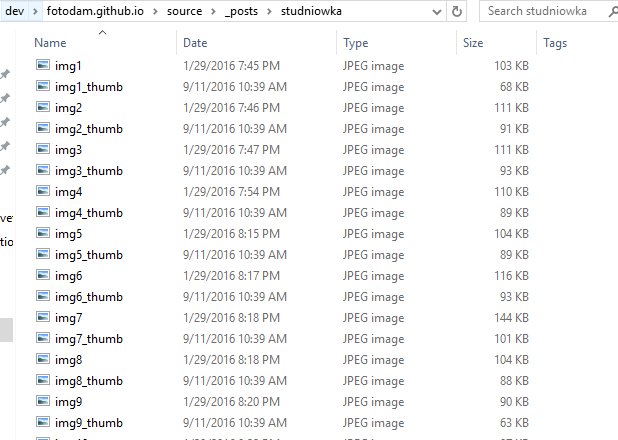 dev > fotodam.github.io > source > _posts > studniowka Search studniowka
Name Date Type Size Tags
img1 1/29/2016 7:45 PM JPEG image 103 KB
img1_thumb 9/11/2016 10:39 AM JPEG image 68 KB
img2 1/29/2016 7:46 PM JPEG image 111 KB
img2_thumb 9/11/2016 10:39 AM JPEG image 91 KB
img3 1/29/2016 7:47 PM JPEG image 111 KB
img3_thumb 9/11/2016 10:39 AM JPEG image 93 KB
img4 1/29/2016 7:54 PM JPEG image 110 KB
img4_thumb 9/11/2016 10:39 AM JPEG image 89 KB
ve
img5 1/29/2016 8:15 PM JPEG image 104 KB
tio
img5_thumb 9/11/2016 10:39 AM JPEG image 89 KB
img6 1/29/2016 8:17 PM JPEG image 116 KB
img6_thumb 9/11/2016 10:39 AM JPEG image 93 KB
img7 1/29/2016 8:18 PM JPEG image 144 KB
img7_thumb 9/11/2016 10:39 AM JPEG image 101 KB
img8 1/29/2016 8:18 PM JPEG image 104 KB
img8_thumb 9/11/2016 10:39 AM JPEG image 88 KB
img9 1/29/2016 8:20 PM JPEG image 90 KB
img9_thumb 9/11/2016 10:39 AM JPEG image 63 KB